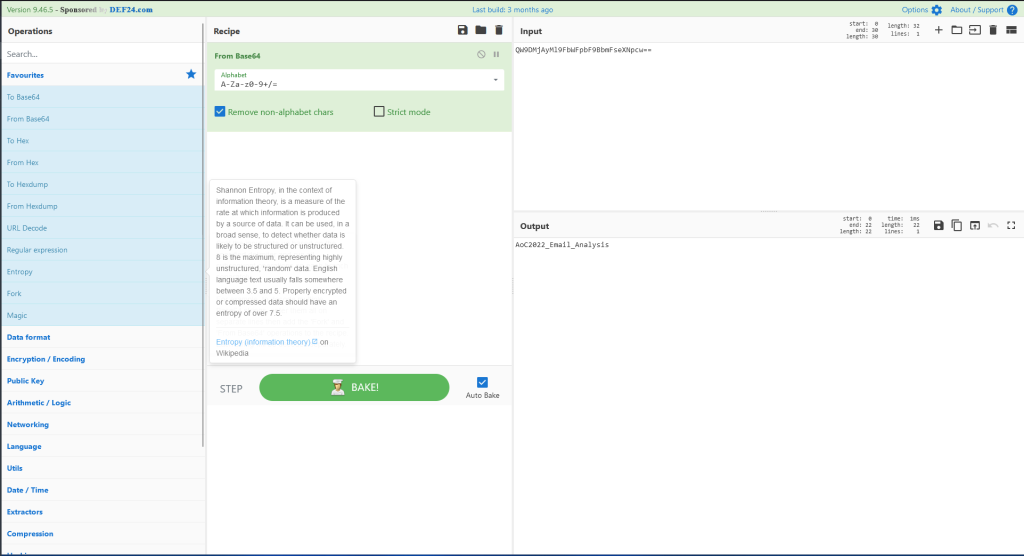 Version 9.46.5 - Sponsored by DEF24.com
Last build: 3 months ago
Options
About / Support
Operations
Search...
Favourites
To Base64
From Base64
To Hex
From Hex
To Hexdump
From Hexdump
URL Decode
Regular expression
Entropy
Fork
Magic
Data format
Encryption / Encoding
Public Key
Arithmetic / Logic
Networking
Language
Utils
Date / Time
Extractors
Compression
Recipe
From Base64
Alphabet
A-Za-z0-9+/=
Remove non-alphabet chars
Strict mode
Shannon Entropy, in the context of
information theory, is a measure of the
rate at which information is produced
by a source of data. It can be used, in a
broad sense, to detect whether data is
likely to be structured or unstructured.
8 is the maximum, representing highly
unstructured, 'random' data. English
language text usually falls somewhere
between 3.5 and 5. Properly encrypted
or compressed data should have an
entropy of over 7.5.
Entropy (information theory) on
Wikipedia
STEP
BAKE!
Auto Bake
Input
start: 0
end: 30
length: 30
length: 32
lines: 1
QW9DMjAyMl9FbWFpbF9BbmFseXNpcw==
Output
start: 0
end: 22
length: 22
time: 1ms
length: 22
lines: 1
AoC2022_Email_Analysis